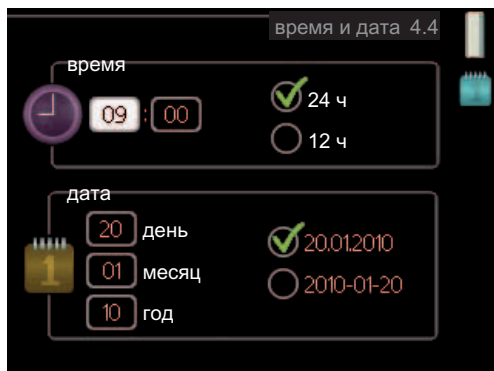 время и дата 4.4
время
09 : 00
24 ч
12 ч
дата
20 день
01 месяц
10 год
20.01.2010
2010-01-20
1